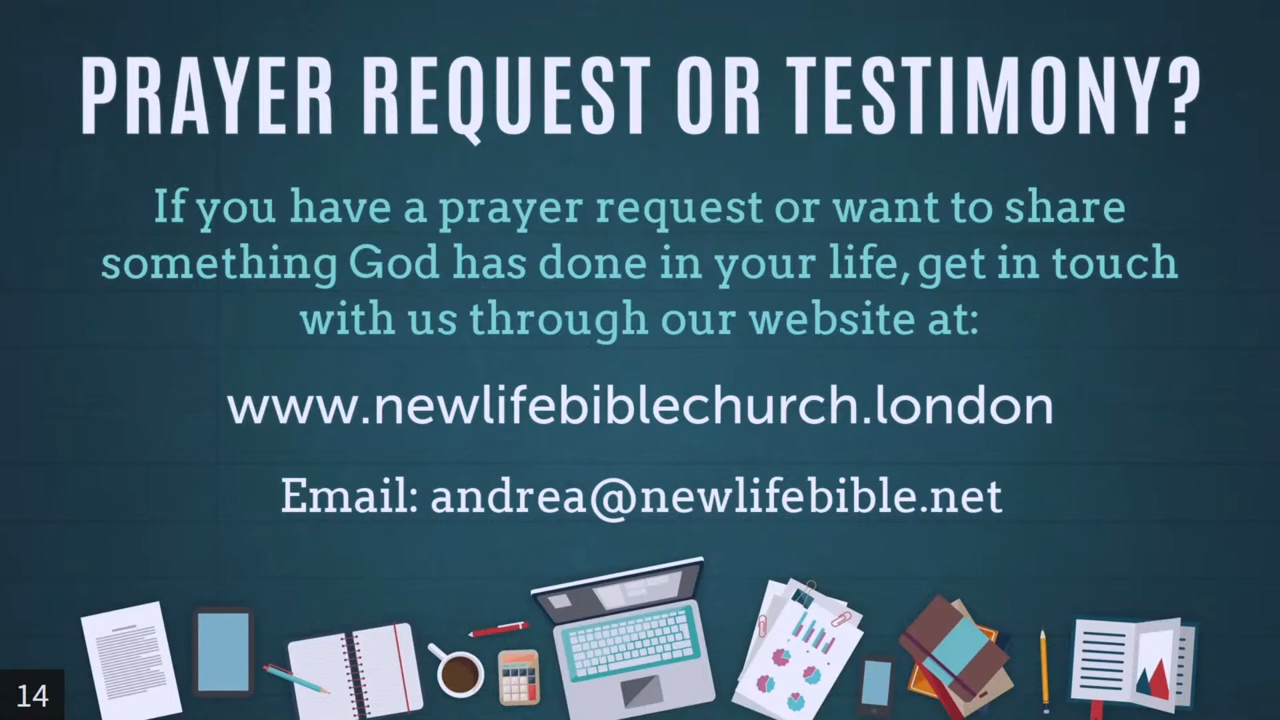 PRAYER REQUEST OR TESTIMONY?
If you have a prayer request or want to share
something God has done in your life, get in touch
with us through our website at:
www.newlifebiblechurch.london
Email: andrea@newlifebible.net
14